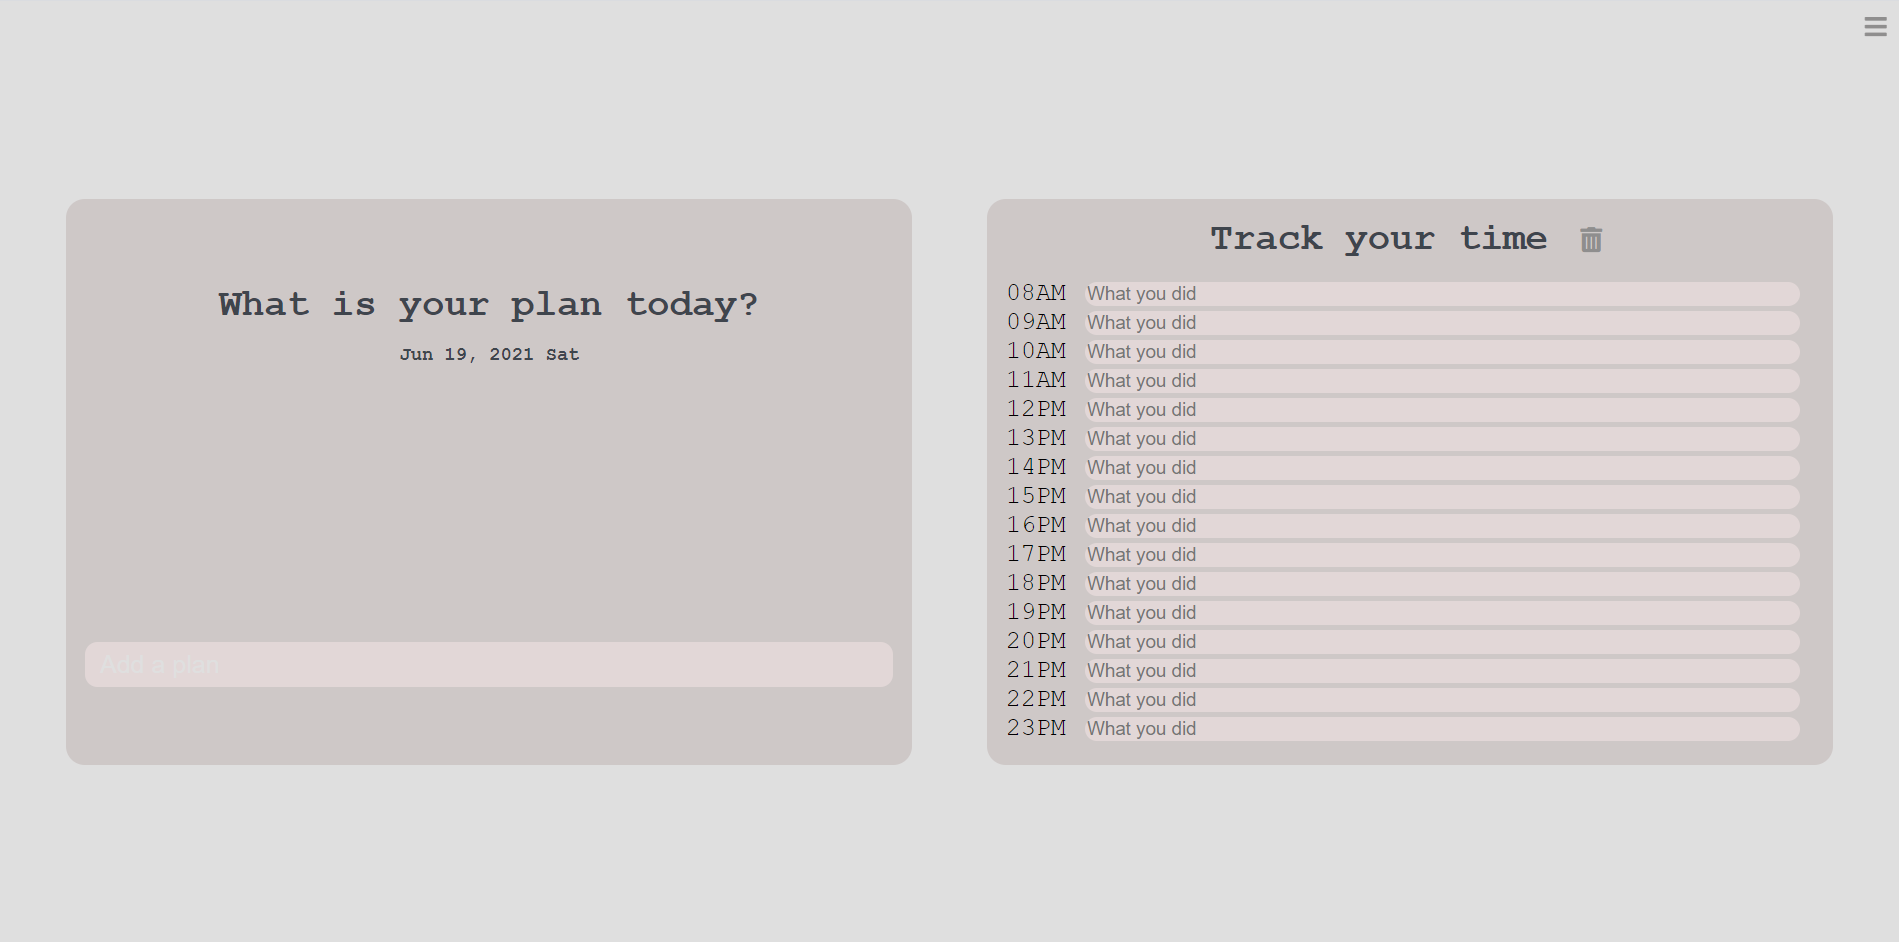 What is your plan today?
Jun 19, 2021 Sat
Add a plan
Track your time
08AM What you did
09AM What you did
10AM What you did
11AM What you did
12PM What you did
13PM What you did
14PM What you did
15PM What you did
16PM What you did
17PM What you did
18PM What you did
19PM What you did
20PM What you did
21PM What you did
22PM What you did
23PM What you did